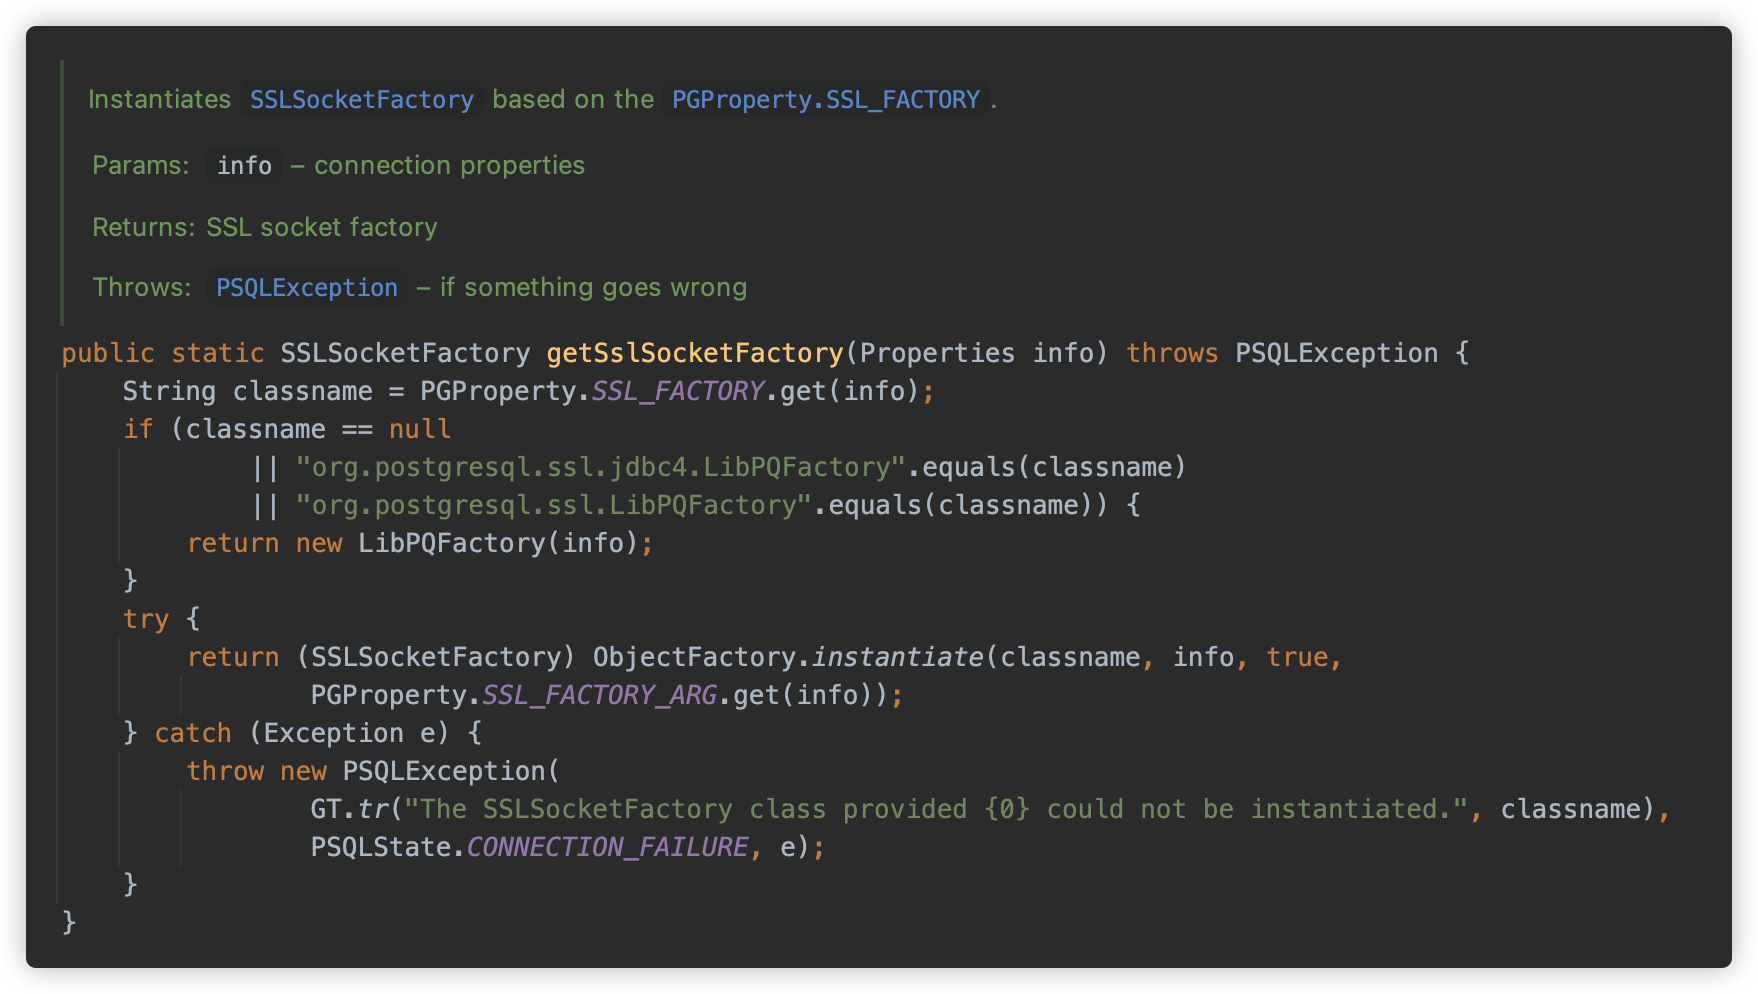 Instantiates SSLSocketFactory based on the PGProperty.SSL_FACTORY.
Params: info – connection properties
Returns: SSL socket factory
Throws: PSQLException – if something goes wrong
public static SSLSocketFactory getSslSocketFactory(Properties info) throws PSQLException {
    String classname = PGProperty.SSL_FACTORY.get(info);
    if (classname == null
            || "org.postgresql.ssl.jdbc4.LibPQFactory".equals(classname)
            || "org.postgresql.ssl.LibPQFactory".equals(classname)) {
        return new LibPQFactory(info);
    }
    try {
        return (SSLSocketFactory) ObjectFactory.instantiate(classname, info, true,
                PGProperty.SSL_FACTORY_ARG.get(info));
    } catch (Exception e) {
        throw new PSQLException(
                GT.tr("The SSLSocketFactory class provided {0} could not be instantiated.", classname),
                PSQLState.CONNECTION_FAILURE, e);
    }
}